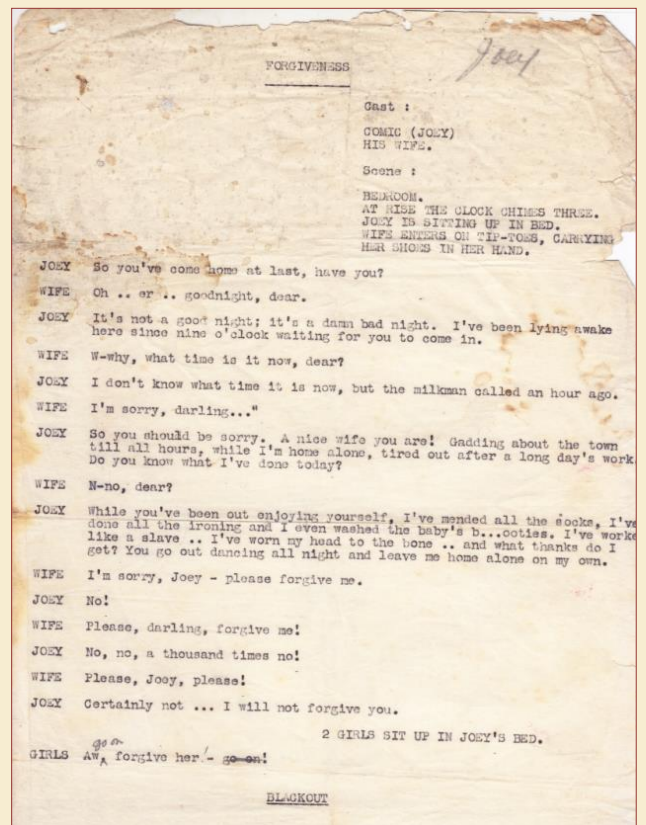 Joey
FORGIVENESS
Cast :
COMIC (JOEY)
HIS WIFE.
Scene :
BEDROOM.
AT RISE THE CLOCK CHIMES THREE.
JOEY IS SITTING UP IN BED.
WIFE ENTERS ON TIP-TOES, CARRYING
HER SHOES IN HER HAND.
JOEY So you've come home at last, have you?
WIFE Oh .. er .. goodnight, dear.
JOEY It's not a good night; it's a damn bad night. I've been lying awake
here since nine o'clock waiting for you to come in.
WIFE W-why, what time is it now, dear?
JOEY I don't know what time it is now, but the milkman called an hour ago.
WIFE I'm sorry, darling..."
JOEY So you should be sorry. A nice wife you are! Gadding about the town
till all hours, while I'm home alone, tired out after a long day's work.
Do you know what I've done today?
WIFE N-no, dear?
JOEY While you've been out enjoying yourself, I've mended all the socks, I've
done all the ironing and I even washed the baby's b...ooties. I've worke
like a slave .. I've worn my head to the bone .. and what thanks do I
get? You go out dancing all night and leave me home alone on my own.
WIFE I'm sorry, Joey - please forgive me.
JOEY No!
WIFE Please, darling, forgive me!
JOEY No, no, a thousand times no!
WIFE Please, Joey, please!
JOEY Certainly not ... I will not forgive you.
2 GIRLS SIT UP IN JOEY'S BED.
go on
GIRLS Aw, forgive her! - go on!
BLACKOUT